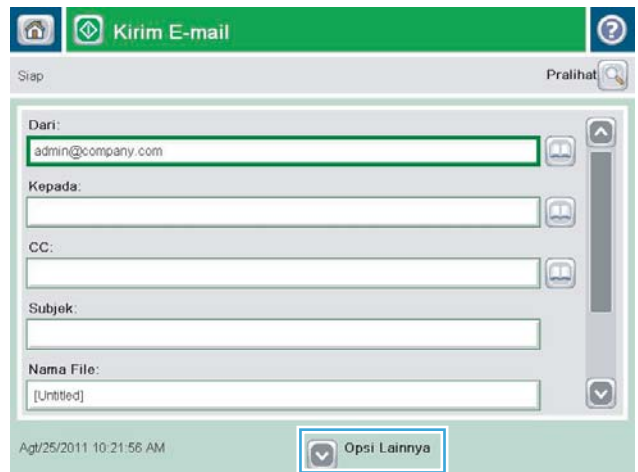 Kirim E-mail
?
Siap
Pralihat
Dari:
admin@company.com
Kepada:
CC:
Subjek:
Nama File:
[Untitled]
Agt/25/2011 10:21:56 AM
Opsi Lainnya